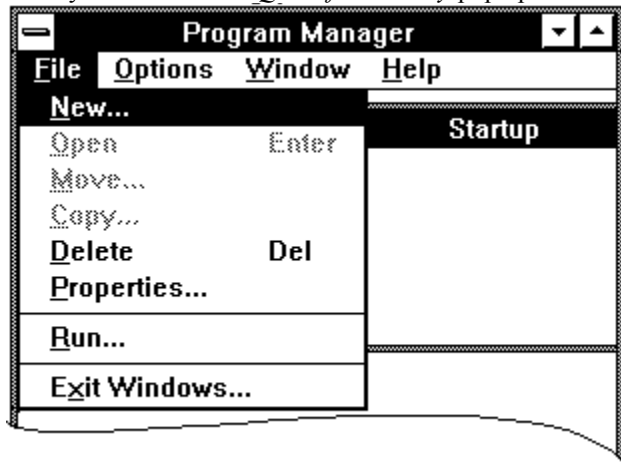 Program Manager
File Options Window Help
New...
Startup
Open Enter
Move...
Copy...
Delete Del
Properties...
Run...
Exit Windows...